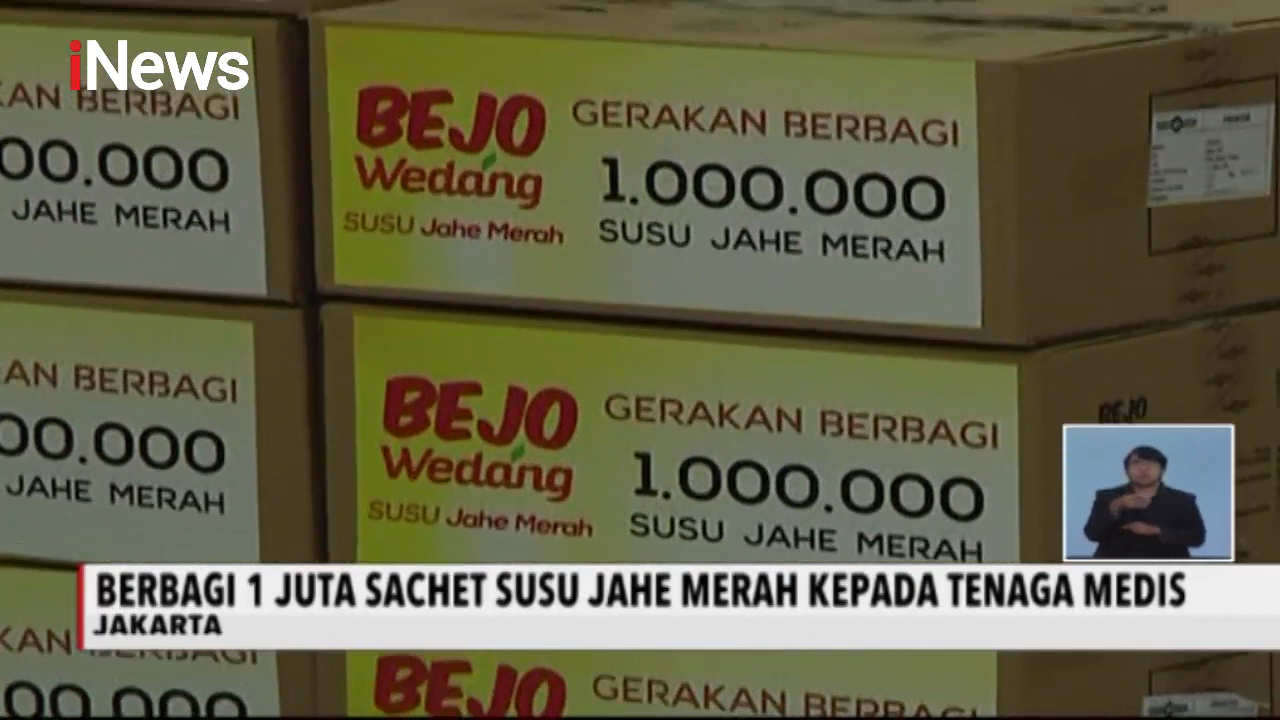 iNews
KAN BERBAGI
00.000
JAHE MERAH
BEJO
Wedang
SUSU Jahe Merah
GERAKAN BERBAGI
1.000.000
SUSU JAHE MERAH
AN BERBAGI
00.000
JAHE MERAH
BEJO
Wedang
SUSU Jahe Merah
GERAKAN BERBAGI
1.000.000
SUSU JAHE MERAH
BEJO
BERBAGI 1 JUTA SACHET SUSU JAHE MERAH KEPADA TENAGA MEDIS
JAKARTA
KAN BERBAGI
00.000
BEJO
GERAKAN BERBAGI